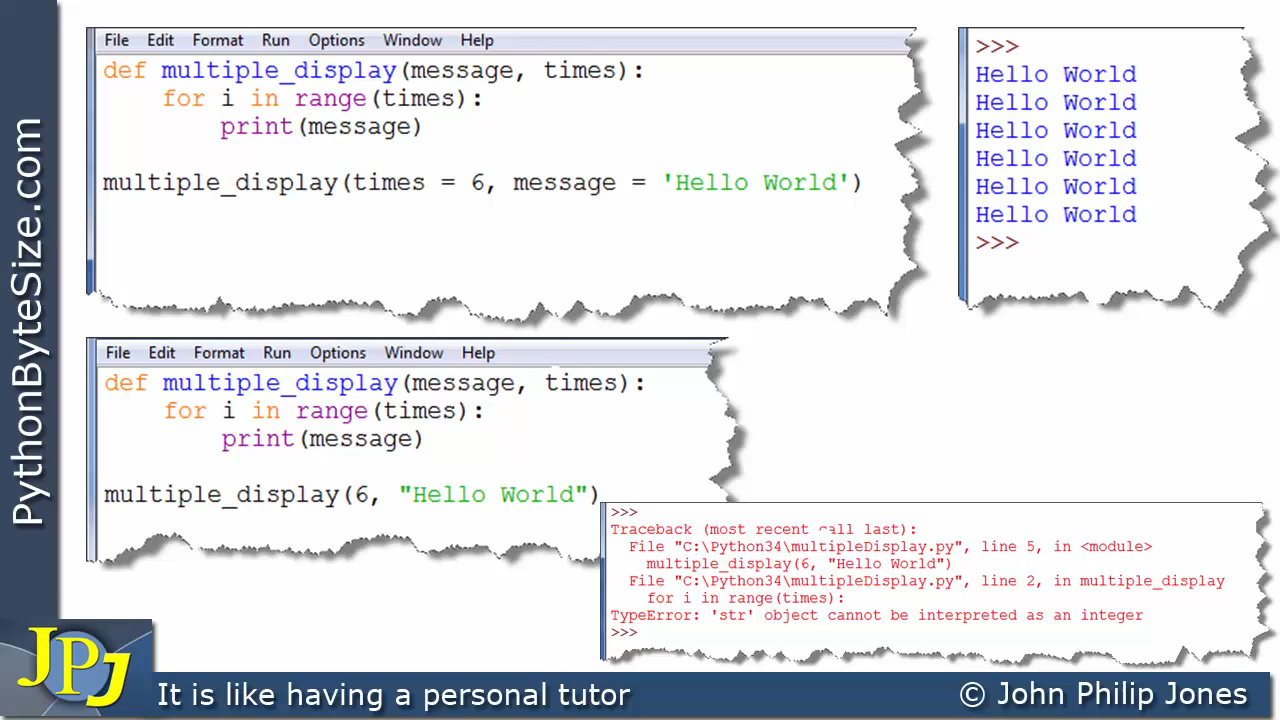 PythonByteSize.com
File Edit Format Run Options Window Help
def multiple_display(message, times):
    for i in range(times):
        print(message)
multiple_display(times = 6, message = 'Hello World')
>>>
Hello World
Hello World
Hello World
Hello World
Hello World
Hello World
>>>
File Edit Format Run Options Window Help
def multiple_display(message, times):
    for i in range(times):
        print(message)
multiple_display(6, "Hello World")
>>>
Traceback (most recent call last):
  File "C:\Python34\multipleDisplay.py", line 5, in <module>
    multiple_display(6, "Hello World")
  File "C:\Python34\multipleDisplay.py", line 2, in multiple_display
    for i in range(times):
TypeError: 'str' object cannot be interpreted as an integer
>>>
JPJ
It is like having a personal tutor
© John Philip Jones